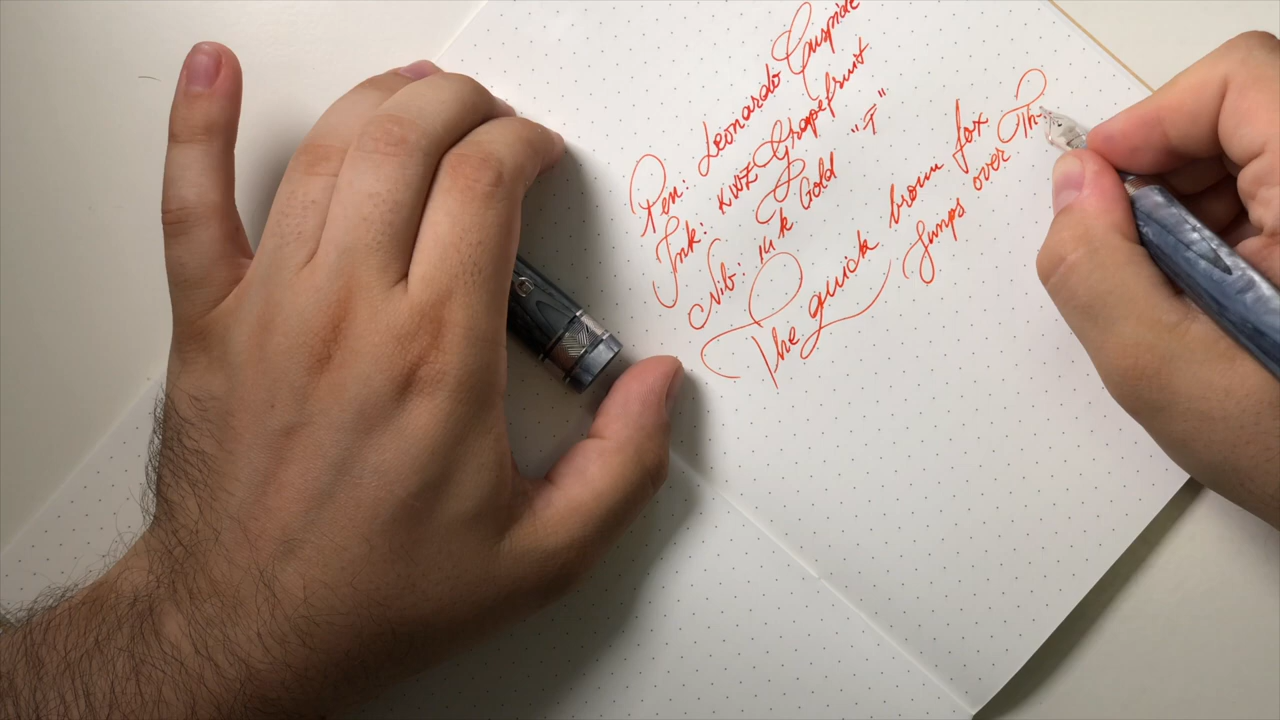 Pen: Leonardo Cuspide
Ink: KWZ Grapefruit
Nib: 14k Gold "F"
The quick brown fox
Jumps over Th